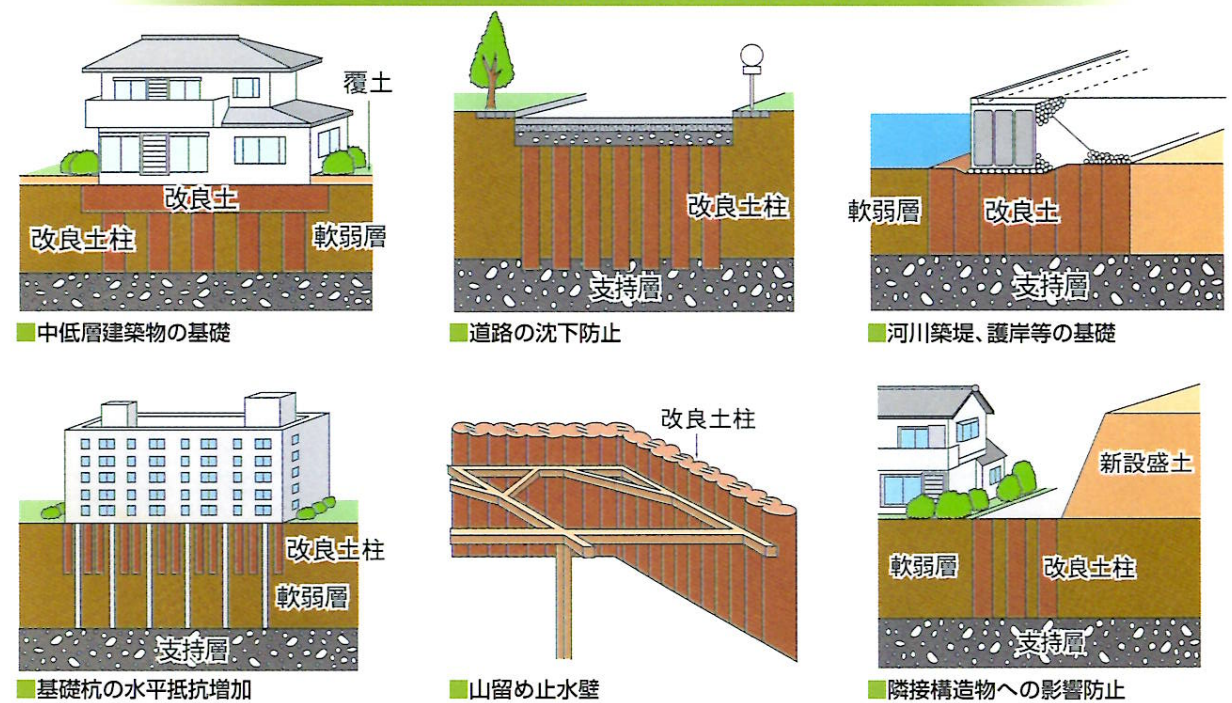 覆土
改良土
改良土柱
軟弱層
■中低層建築物の基礎
改良土柱
支持層
■道路の沈下防止
軟弱層
改良土
支持層
■河川築堤、護岸等の基礎
改良土柱
軟弱層
支持層
■基礎杭の水平抵抗増加
改良土柱
■山留め止水壁
新設盛土
軟弱層
改良土柱
支持層
■隣接構造物への影響防止